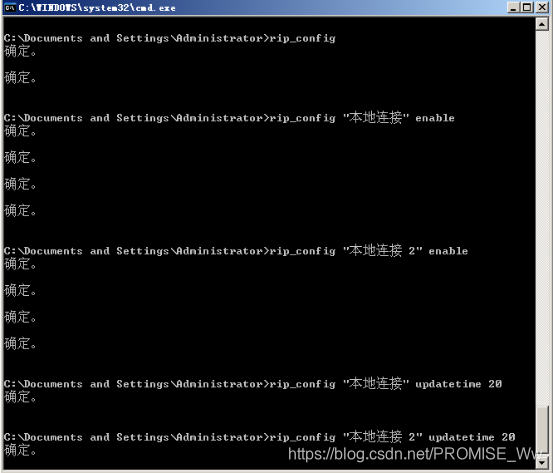 C:\WINDOWS\system32\cmd.exe
C:\Documents and Settings\Administrator>rip_config
确定。
确定。
C:\Documents and Settings\Administrator>rip_config "本地连接" enable
确定。
确定。
确定。
确定。
C:\Documents and Settings\Administrator>rip_config "本地连接 2" enable
确定。
确定。
确定。
确定。
C:\Documents and Settings\Administrator>rip_config "本地连接" updatetime 20
确定。
C:\Documents and Settings\Administrator>rip_config "本地连接 2" updatetime 20
确定。
https://blog.csdn.net/PROMISE_Wwg